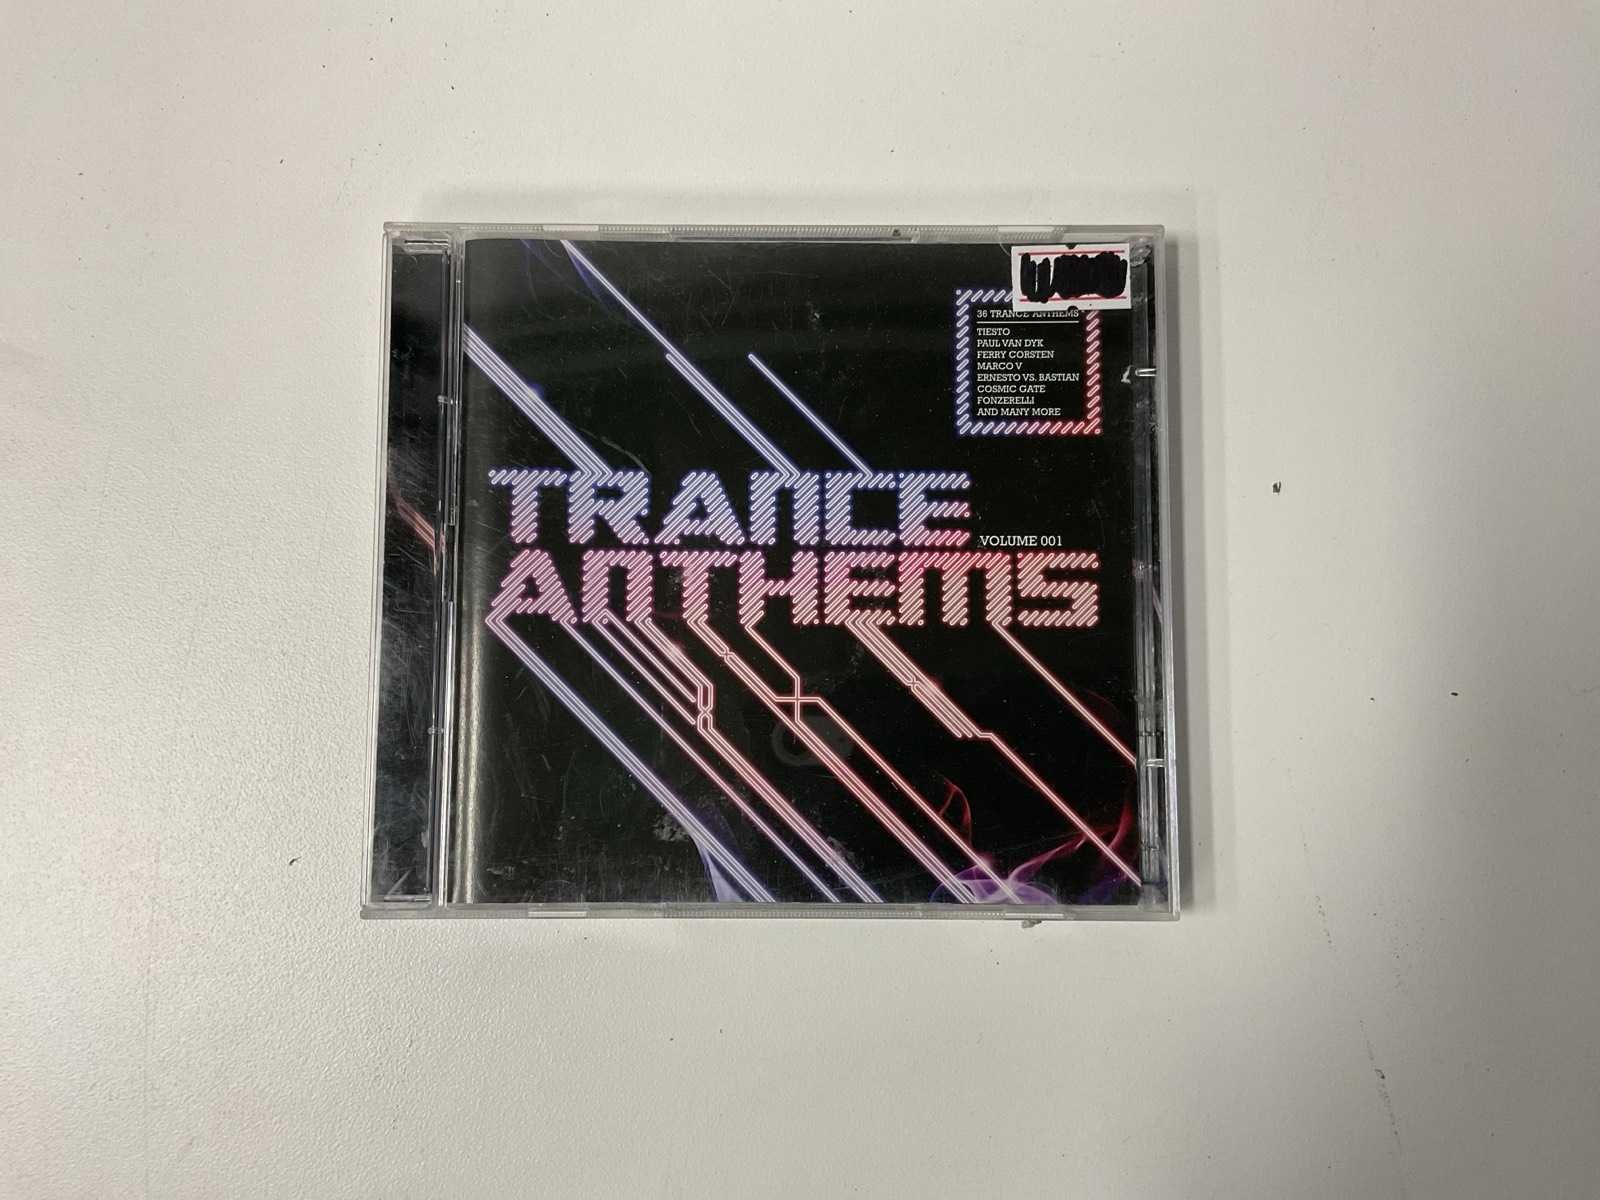 36 TRANCE ANTHEMS
TIESTO
PAUL VAN DYK
FERRY CORSTEN
MARCO V
ERNESTO VS. BASTIAN
COSMIC GATE
FONZERELLI
AND MANY MORE
TRANCE
VOLUME 001
ANTHEMS